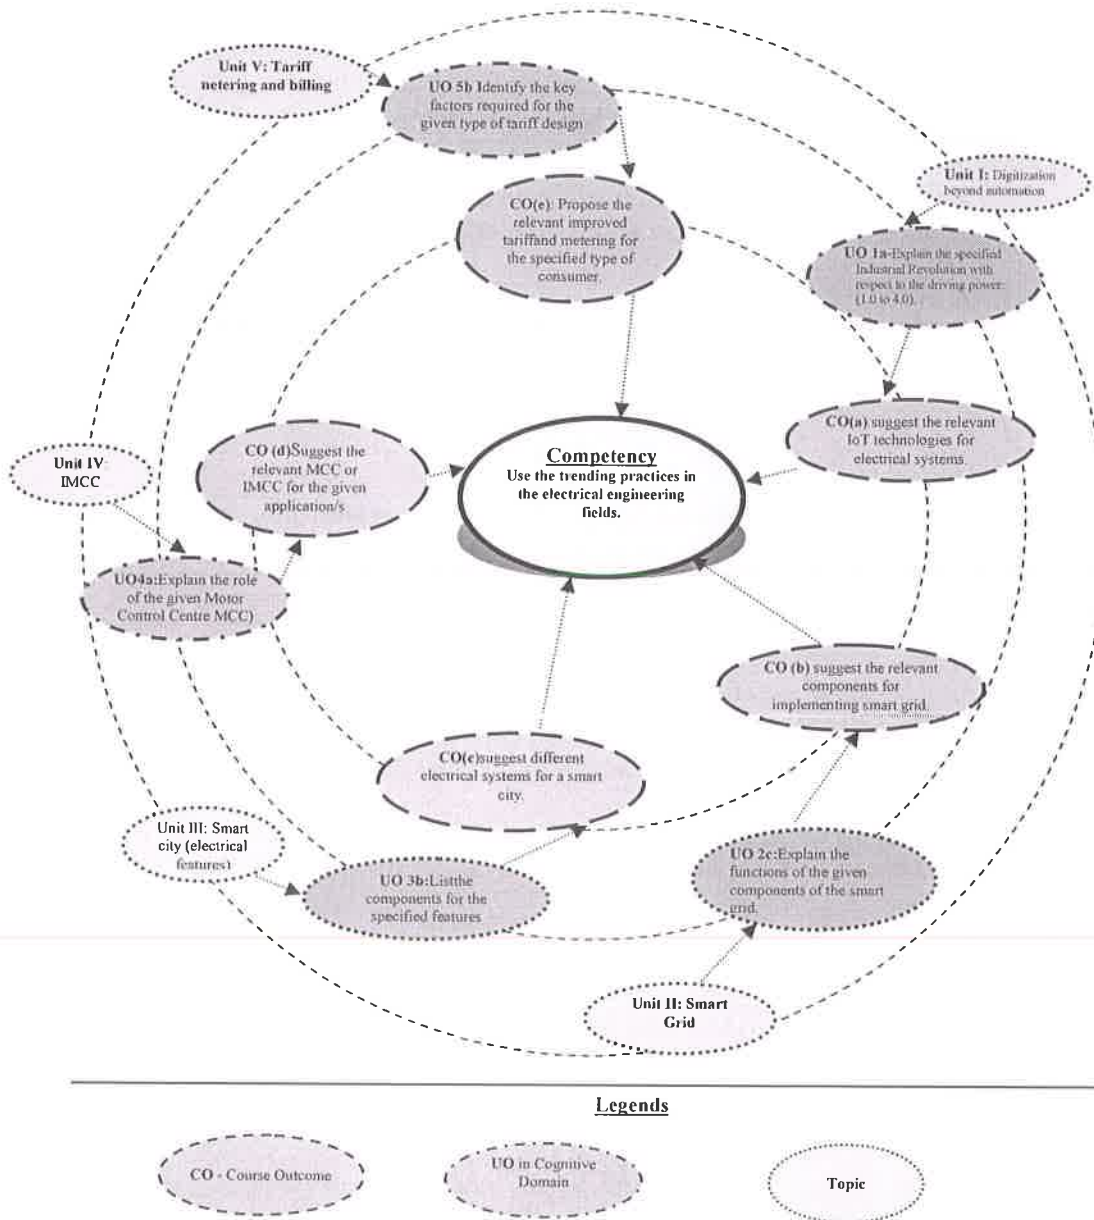 Unit V: Tariff
netering and billing
UO 5b Identify the key
factors required for the
given type of tariff design
Unit I: Digitization
beyond automation
CO(e): Propose the
relevant improved
tariffand metering for
the specified type of
consumer.
UO 1a-Explain the specified
Industrial Revolution with
respect to the driving power:
(1.0 to 4.0).
CO(a) suggest the relevant
IoT technologies for
electrical systems.
CO (d)Suggest the
relevant MCC or
IMCC for the given
application/s
Competency
Use the trending practices in
the electrical engineering
fields.
Unit IV:
IMCC
UO4a:Explain the role
of the given Motor
Control Centre MCC)
CO (b) suggest the relevant
components for
implementing smart grid.
CO(c)suggest different
electrical systems for a smart
city.
Unit III: Smart
city (electrical
features)
UO 3b:Listthe
components for the
specified features
UO 2c:Explain the
functions of the given
components of the smart
grid.
Unit II: Smart
Grid
Legends
CO - Course Outcome
UO in Cognitive
Domain
Topic